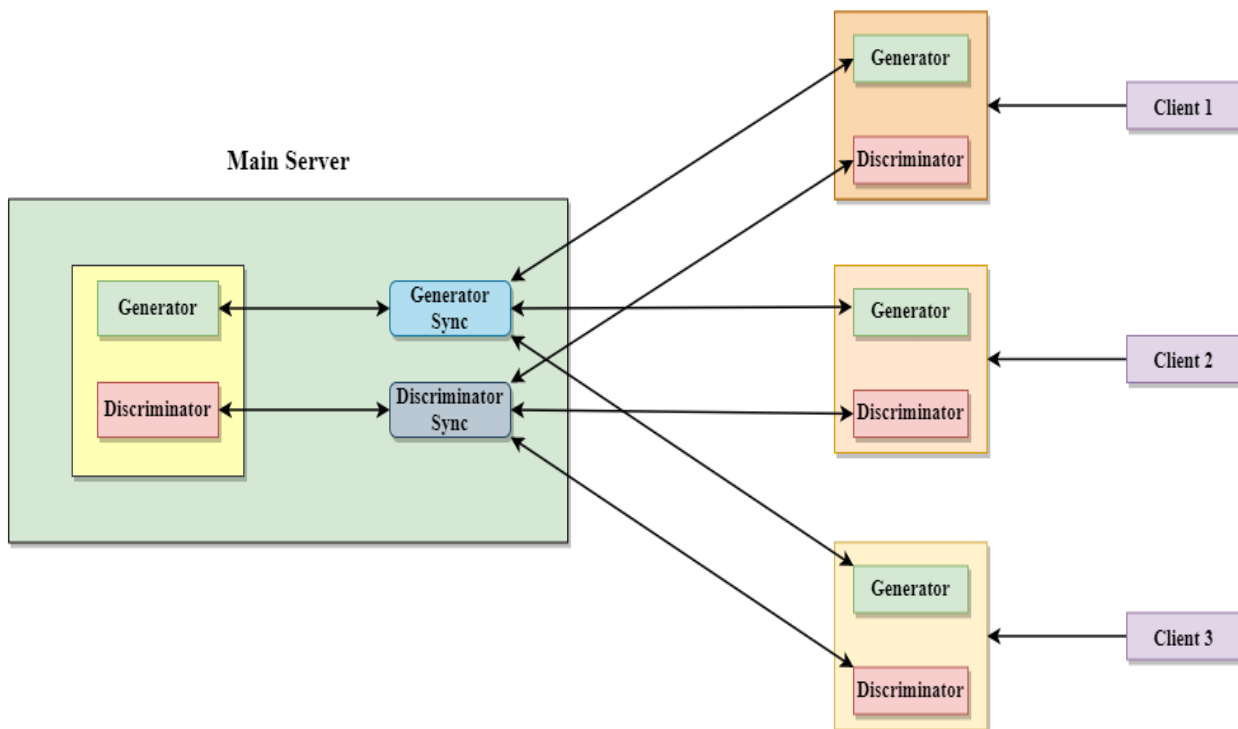 Main Server
Generator
Discriminator
Generator
Sync
Discriminator
Sync
Generator
Discriminator
Client 1
Generator
Discriminator
Client 2
Generator
Discriminator
Client 3